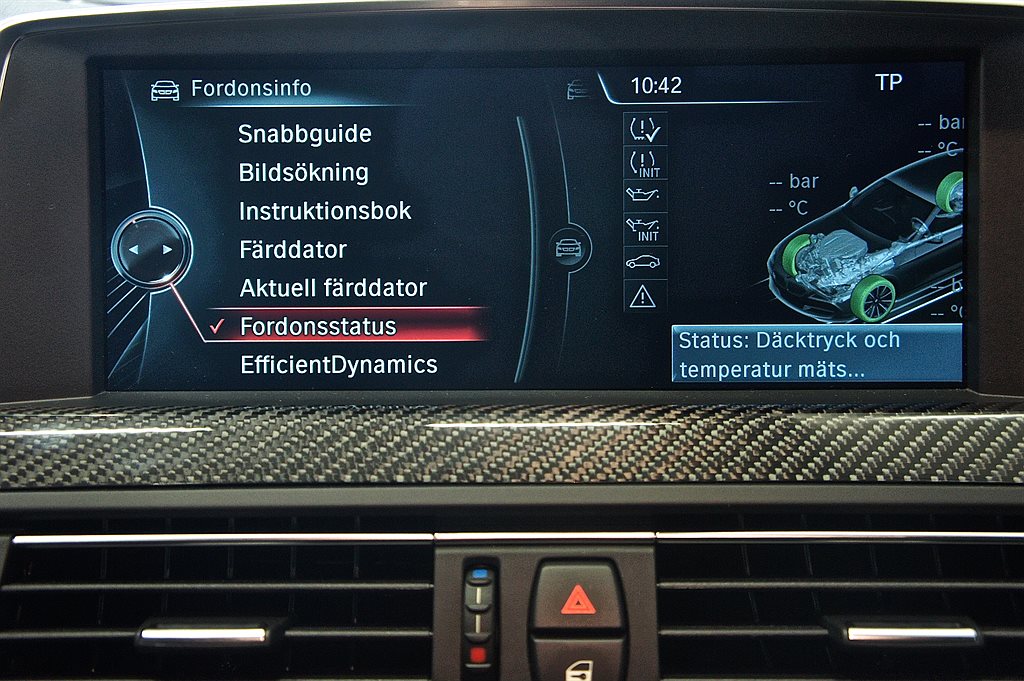 Fordonsinfo
10:42
TP
Snabbguide
Bildsökning
Instruktionsbok
Färddator
Aktuell färddator
Fordonsstatus
EfficientDynamics
INIT
INIT
-- bar
-- °C
-- ba
-- °C
-- b
-- °C
Status: Däcktryck och
temperatur mäts...